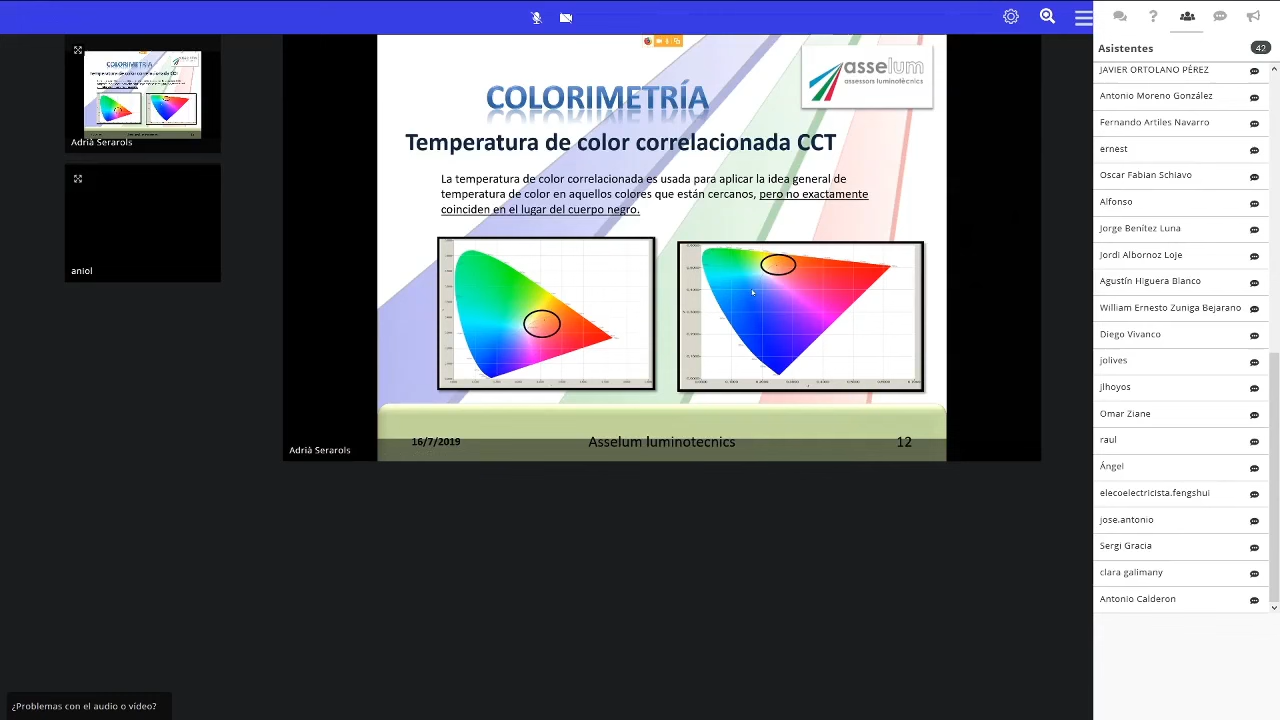 Adrià Serarols
aniol
asselum
assessors luminotècnics
COLORIMETRÍA
Temperatura de color correlacionada CCT
La temperatura de color correlacionada es usada para aplicar la idea general de
temperatura de color en aquellos colores que están cercanos, pero no exactamente
coinciden en el lugar del cuerpo negro.
16/7/2019
Asselum luminotecnics
12
Adrià Serarols
¿Problemas con el audio o vídeo?
Asistentes
42
JAVIER ORTOLANO PÉREZ
Antonio Moreno González
Fernando Artiles Navarro
ernest
Oscar Fabian Schiavo
Alfonso
Jorge Benítez Luna
Jordi Albornoz Loje
Agustín Higuera Blanco
William Ernesto Zuniga Bejarano
Diego Vivanco
jolives
jlhoyos
Omar Ziane
raul
Ángel
elecoelectricista.fengshui
jose.antonio
Sergi Gracia
clara galimany
Antonio Calderon